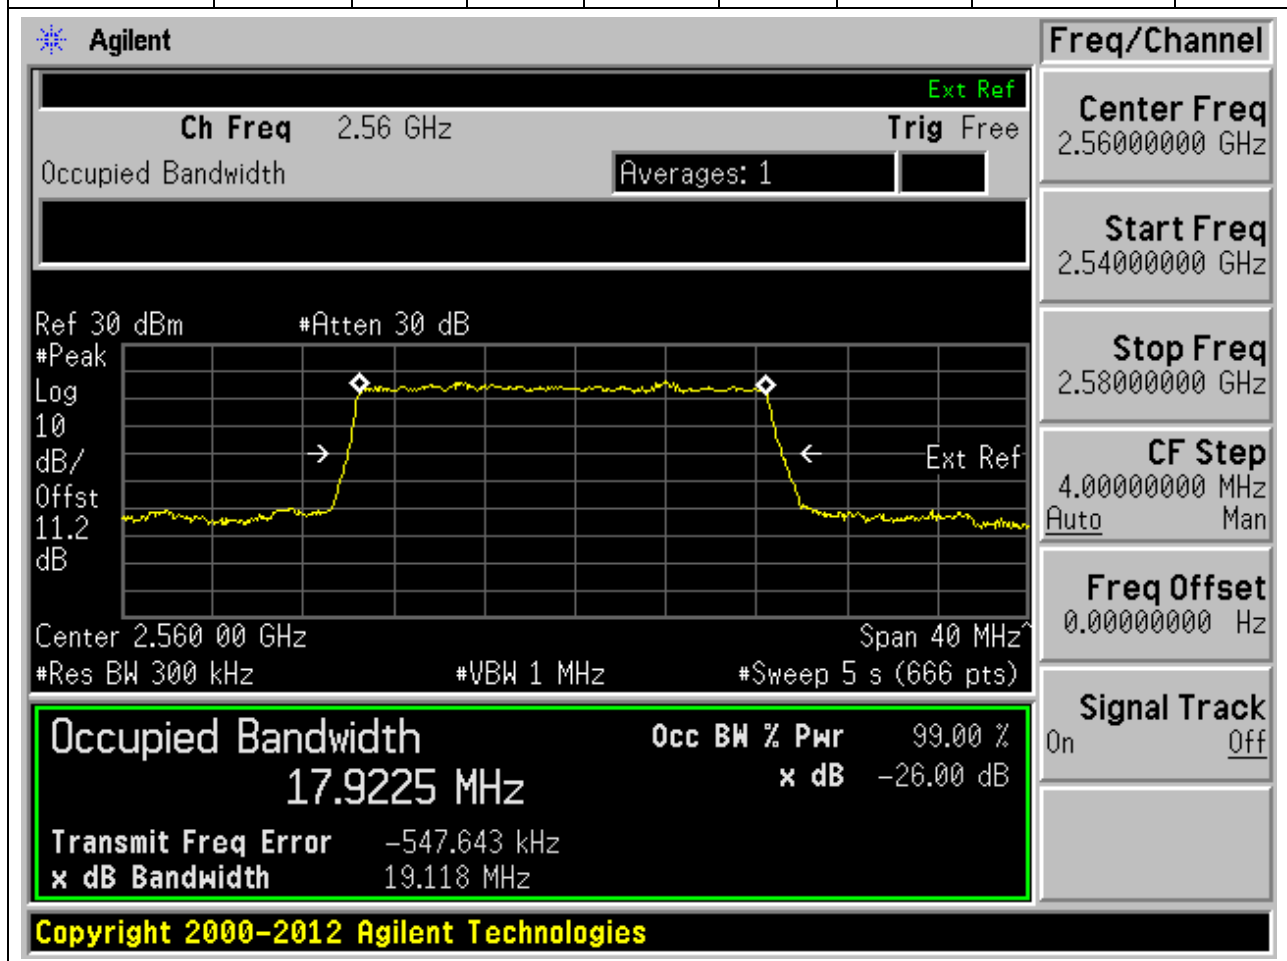 Agilent
Freq/Channel
Ext Ref
Ch Freq 2.56 GHz Trig Free
Occupied Bandwidth Averages: 1
Center Freq
2.56000000 GHz
Start Freq
2.54000000 GHz
Stop Freq
2.58000000 GHz
CF Step
4.00000000 MHz
Auto Man
Freq Offset
0.00000000 Hz
Signal Track
On Off
Ref 30 dBm #Atten 30 dB
#Peak
Log
10
dB/
Offst
11.2
dB
Ext Ref
Center 2.560 00 GHz Span 40 MHz^
#Res BW 300 kHz #VBW 1 MHz #Sweep 5 s (666 pts)
Occupied Bandwidth Occ BW % Pwr 99.00 %
17.9225 MHz x dB -26.00 dB
Transmit Freq Error -547.643 kHz
x dB Bandwidth 19.118 MHz
Copyright 2000-2012 Agilent Technologies